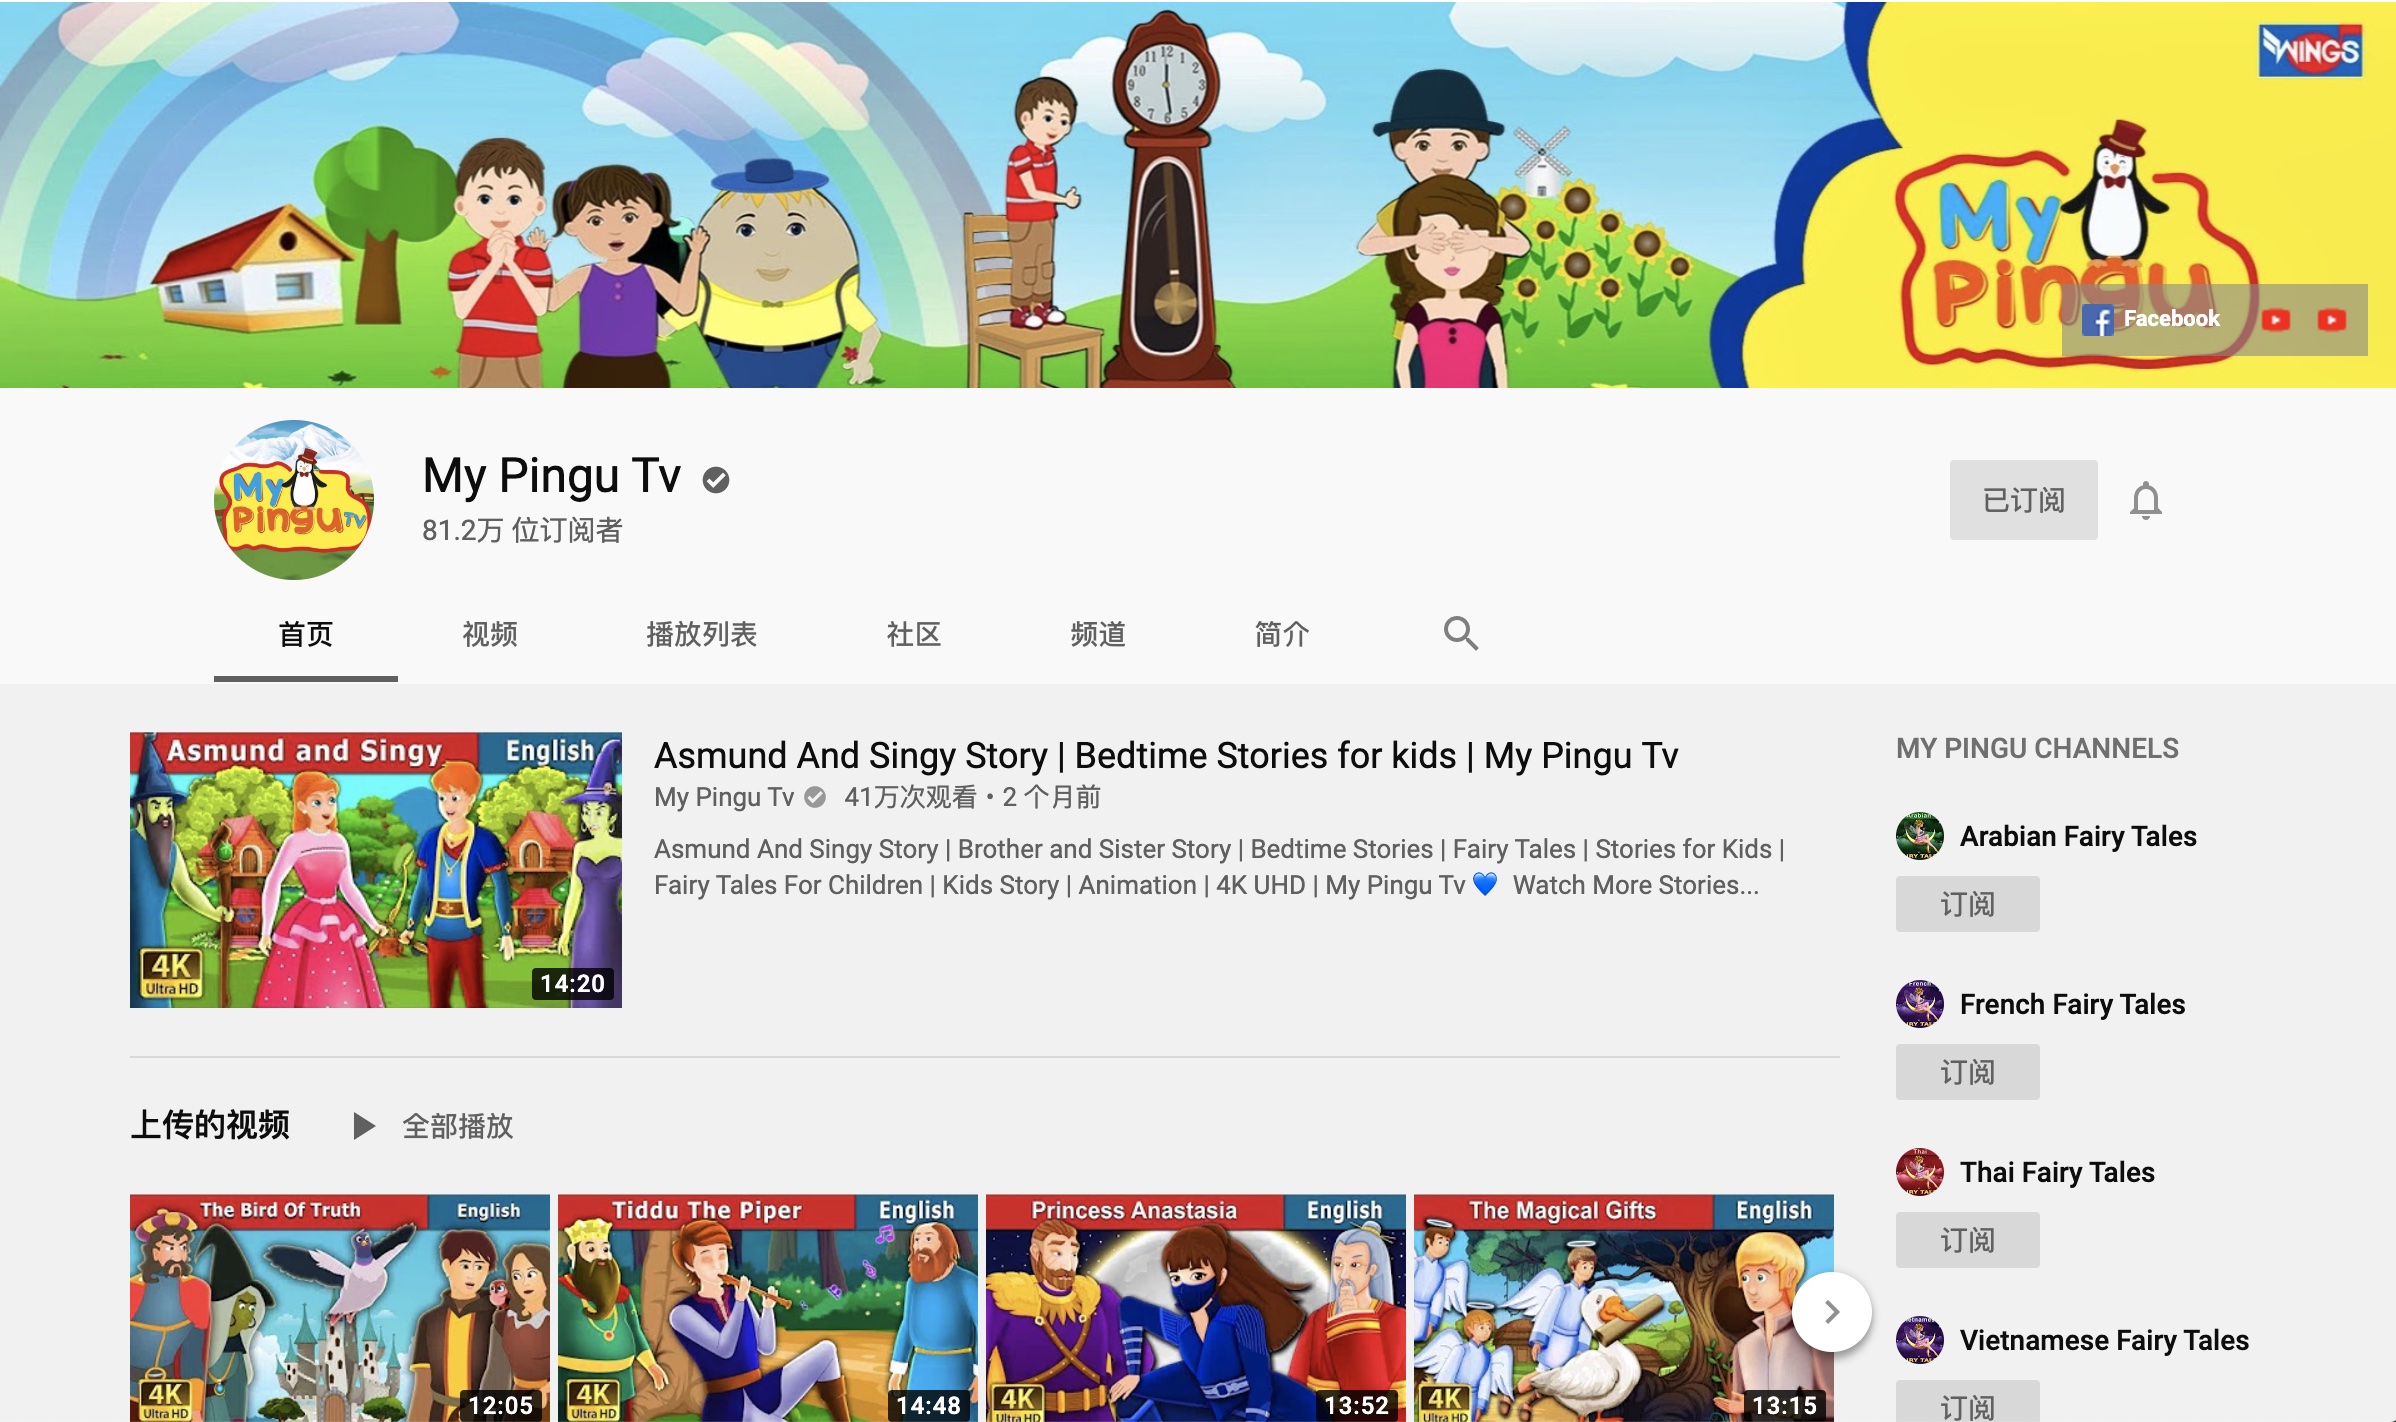 WINGS
My
Pingu
Facebook
My
Pingu TV
My Pingu Tv
81.2万 位订阅者
已订阅
首页
视频
播放列表
社区
频道
简介
Asmund and Singy English
4K
Ultra HD
14:20
Asmund And Singy Story | Bedtime Stories for kids | My Pingu Tv
My Pingu Tv 41万次观看 • 2 个月前
Asmund And Singy Story | Brother and Sister Story | Bedtime Stories | Fairy Tales | Stories for Kids |
Fairy Tales For Children | Kids Story | Animation | 4K UHD | My Pingu Tv 💙 Watch More Stories...
上传的视频
全部播放
The Bird Of Truth English
4K
Ultra HD
12:05
Tiddu The Piper English
4K
Ultra HD
14:48
Princess Anastasia English
4K
Ultra HD
13:52
The Magical Gifts English
4K
Ultra HD
13:15
MY PINGU CHANNELS
Arabian Fairy Tales
订阅
French Fairy Tales
订阅
Thai Fairy Tales
订阅
Vietnamese Fairy Tales
订阅